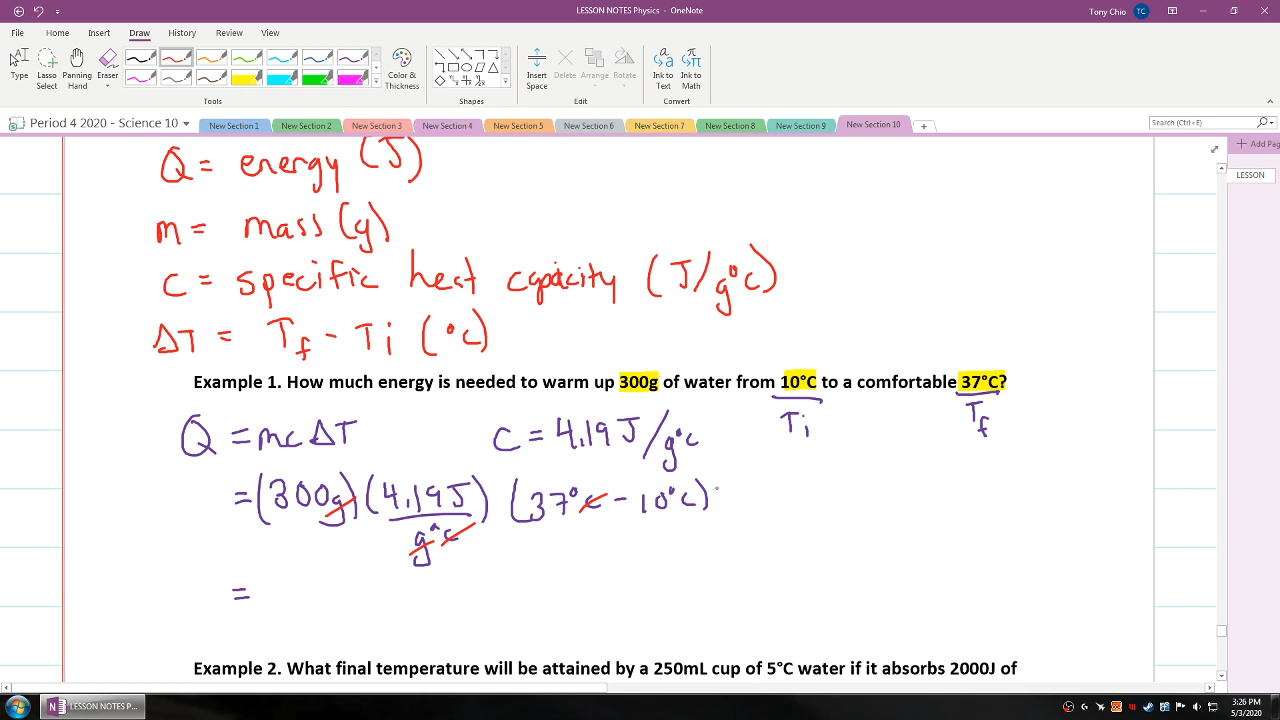 LESSON NOTES Physics - OneNote
Tony Chio TC
File Home Insert Draw History Review View
Type
Lasso Select
Panning Hand
Eraser
Color & Thickness
Insert Space
Delete
Arrange
Rotate
Ink to Text
Ink to Math
Tools
Shapes
Edit
Convert
Period 4 2020 - Science 10
New Section 1 New Section 2 New Section 3 New Section 4 New Section 5 New Section 6 New Section 7 New Section 8 New Section 9 New Section 10
Search (Ctrl+E)
Add Pag
LESSON
Q = energy (J)
m = mass (g)
c = specific heat capacity (J/g°C)
ΔT = Tf - Ti (°C)
Example 1. How much energy is needed to warm up 300g of water from 10°C to a comfortable 37°C?
Ti
Tf
Q = mcΔT
C = 4.19 J/g°C
= (300g) (4.19J/g°C) (37°C - 10°C)
=
Example 2. What final temperature will be attained by a 250mL cup of 5°C water if it absorbs 2000J of
LESSON NOTES P...
3:26 PM
5/3/2020